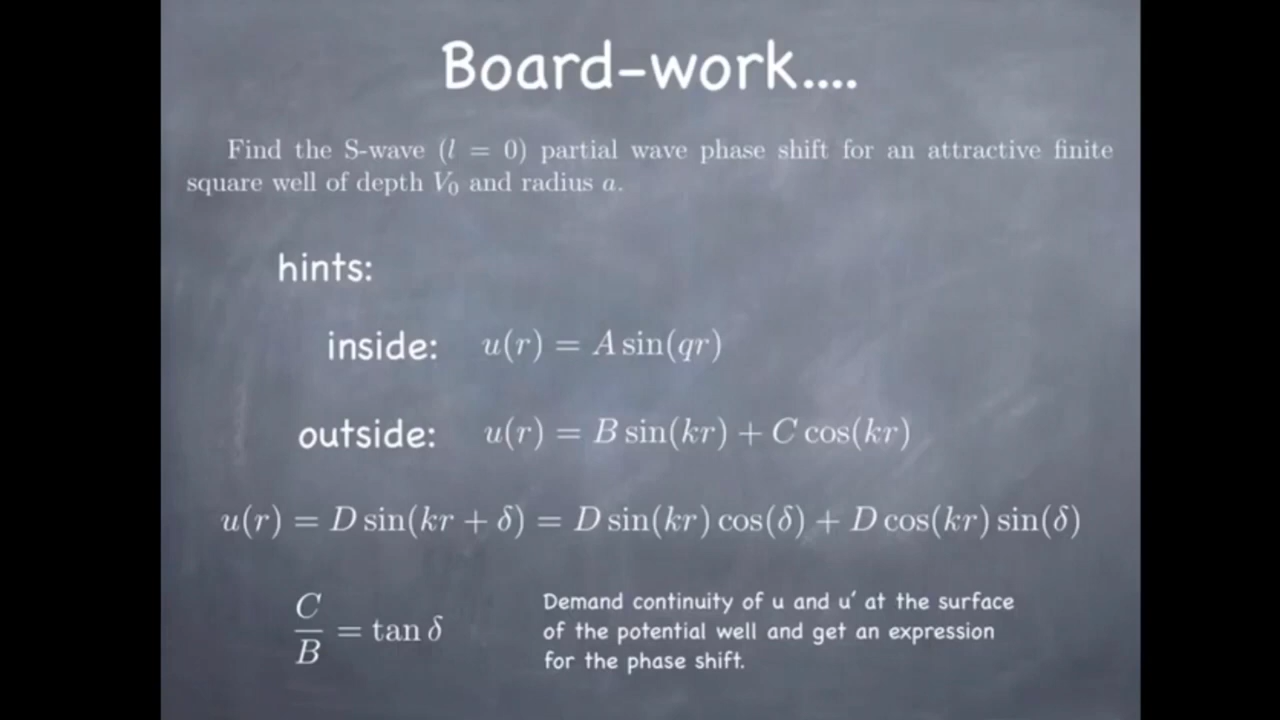 Board-work....
Find the S-wave (l = 0) partial wave phase shift for an attractive finite
square well of depth V₀ and radius a.
hints:
inside: u(r) = A sin(qr)
outside: u(r) = B sin(kr) + C cos(kr)
u(r) = D sin(kr + δ) = D sin(kr) cos(δ) + D cos(kr) sin(δ)
C/B = tan δ
Demand continuity of u and u' at the surface
of the potential well and get an expression
for the phase shift.